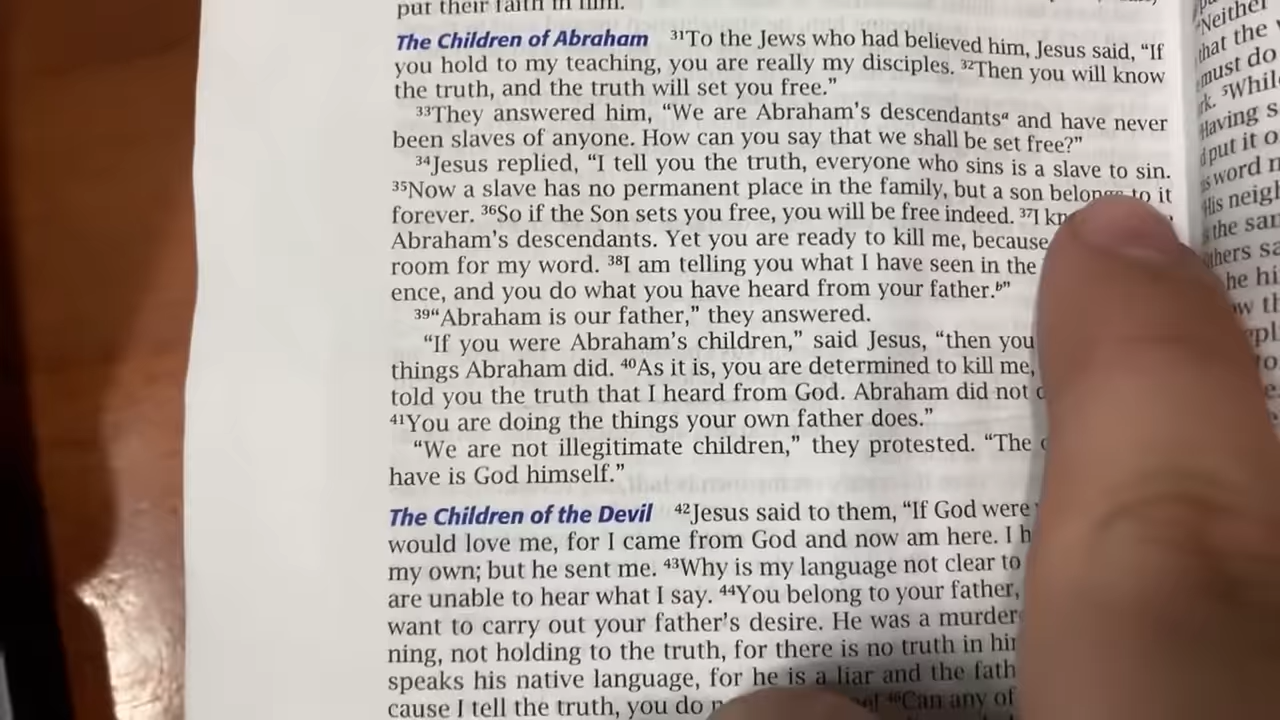 put their faith in him.
The Children of Abraham ³¹To the Jews who had believed him, Jesus said, “If
you hold to my teaching, you are really my disciples. ³²Then you will know
the truth, and the truth will set you free.”
³³They answered him, “We are Abraham’s descendantsᵃ and have never
been slaves of anyone. How can you say that we shall be set free?”
³⁴Jesus replied, “I tell you the truth, everyone who sins is a slave to sin.
³⁵Now a slave has no permanent place in the family, but a son belongs to it
forever. ³⁶So if the Son sets you free, you will be free indeed. ³⁷I
Abraham’s descendants. Yet you are ready to kill me, because
room for my word. ³⁸I am telling you what I have seen in the
ence, and you do what you have heard from your father.ᵇ”
³⁹“Abraham is our father,” they answered.
“If you were Abraham’s children,” said Jesus, “then you
things Abraham did. ⁴⁰As it is, you are determined to kill me,
told you the truth that I heard from God. Abraham did not
⁴¹You are doing the things your own father does.”
“We are not illegitimate children,” they protested. “The
have is God himself.”
The Children of the Devil ⁴²Jesus said to them, “If God were
would love me, for I came from God and now am here. I
my own; but he sent me. ⁴³Why is my language not clear to
are unable to hear what I say. ⁴⁴You belong to your father,
want to carry out your father’s desire. He was a murder
ning, not holding to the truth, for there is no truth in
speaks his native language, for he is a liar and the fath
cause I tell the truth, you do ⁴⁶Can any of
Neither
that the
must do
⁵Whil
Having s
put it o
word
His neigh
the